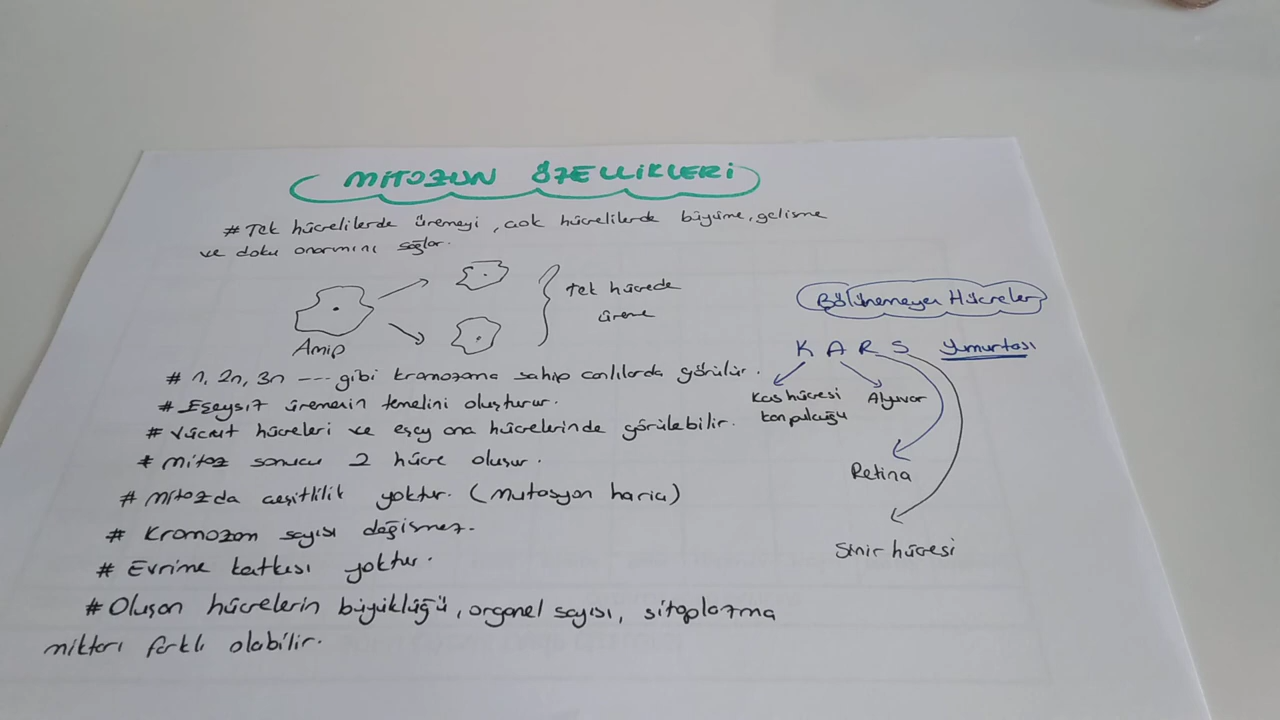 MİTOZUN ÖZELLİKLERİ
# Tek hücrelilerde üremeyi, çok hücrelilerde büyüme, gelişme
ve doku onarımını sağlar.
Tek hücrede
üreme
Amip
# n, 2n, 3n --- gibi kromozoma sahip canlılarda görülür.
# Eşeysiz üremenin temelini oluşturur.
# Vücut hücreleri ve eşey ana hücrelerinde görülebilir.
* Mitoz sonucu 2 hücre oluşur.
# Mitozda çeşitlilik yoktur. (Mutasyon hariç)
# Kromozom sayısı değişmez.
# Evrime katkısı yoktur.
# Oluşan hücrelerin büyüklüğü, organel sayısı, sitoplazma
miktarı farklı olabilir.
Bölünemeyen Hücreler
K A R S Yumurtası
Kas hücresi
kan pulcuğu
Alyuvar
Retina
Sinir hücresi